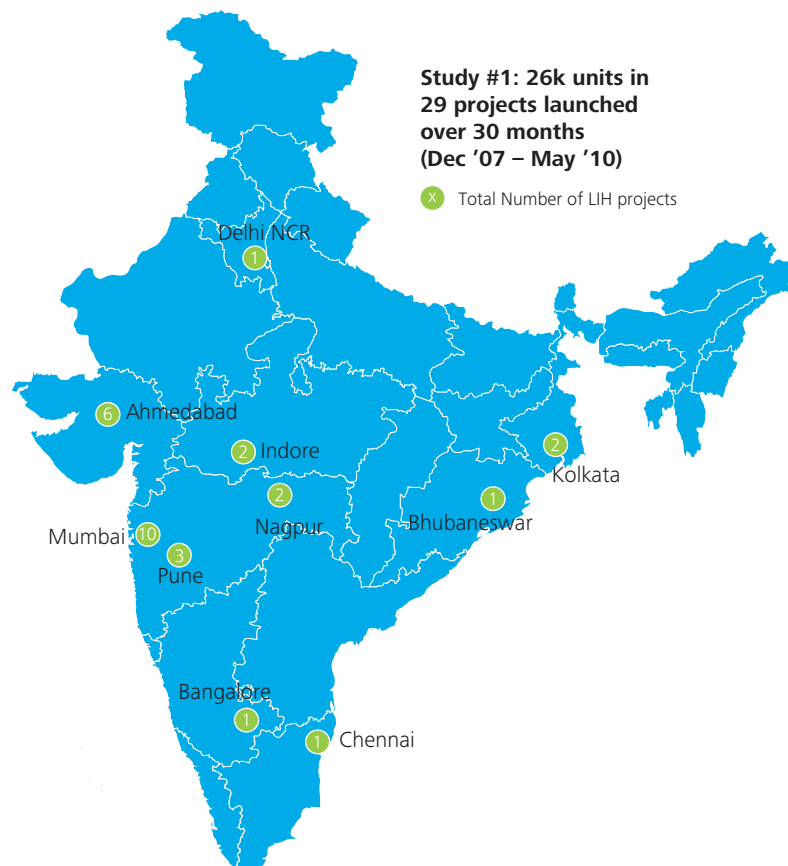 Study #1: 26k units in
29 projects launched
over 30 months
(Dec ’07 – May ’10)
X Total Number of LIH projects
Delhi NCR
1
6 Ahmedabad
2 Indore
2
Kolkata
2
Nagpur
1
Bhubaneswar
Mumbai 10
3
Pune
Bangalore
1
1 Chennai